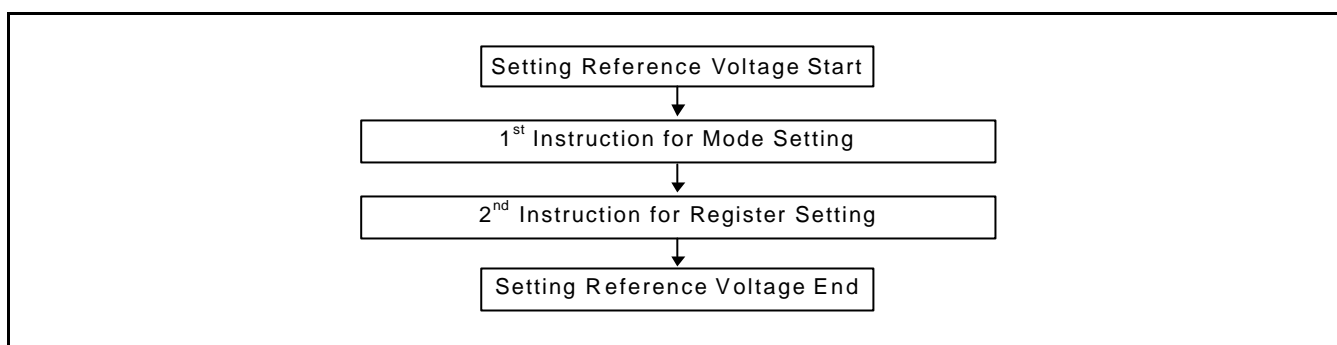 Setting Reference Voltage Start
1st Instruction for Mode Setting
2nd Instruction for Register Setting
Setting Reference Voltage End